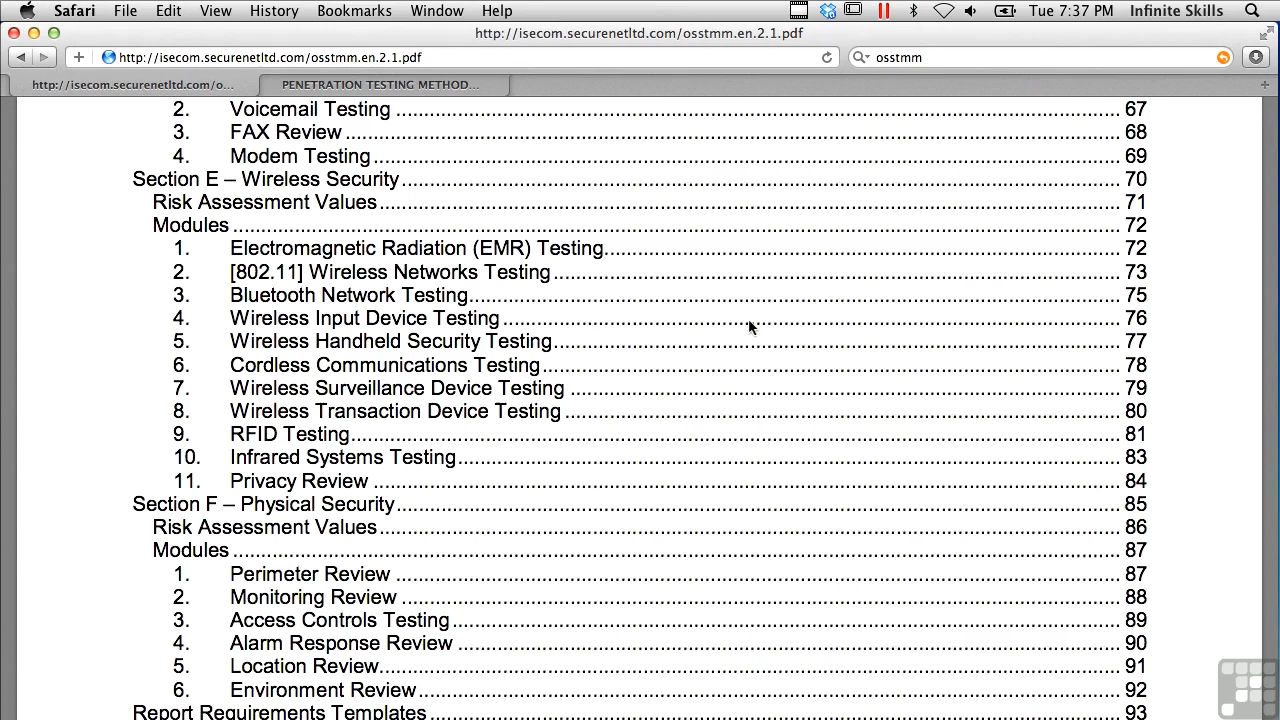 Safari File Edit View History Bookmarks Window Help Tue 7:37 PM Infinite Skills
http://isecom.securenetltd.com/osstmm.en.2.1.pdf
http://isecom.securenetltd.com/osstmm.en.2.1.pdf osstmm
http://isecom.securenetltd.com/o... PENETRATION TESTING METHOD...
2. Voicemail Testing 67
3. FAX Review 68
4. Modem Testing 69
Section E – Wireless Security 70
Risk Assessment Values 71
Modules 72
1. Electromagnetic Radiation (EMR) Testing 72
2. [802.11] Wireless Networks Testing 73
3. Bluetooth Network Testing 75
4. Wireless Input Device Testing 76
5. Wireless Handheld Security Testing 77
6. Cordless Communications Testing 78
7. Wireless Surveillance Device Testing 79
8. Wireless Transaction Device Testing 80
9. RFID Testing 81
10. Infrared Systems Testing 83
11. Privacy Review 84
Section F – Physical Security 85
Risk Assessment Values 86
Modules 87
1. Perimeter Review 87
2. Monitoring Review 88
3. Access Controls Testing 89
4. Alarm Response Review 90
5. Location Review 91
6. Environment Review 92
Report Requirements Templates 93